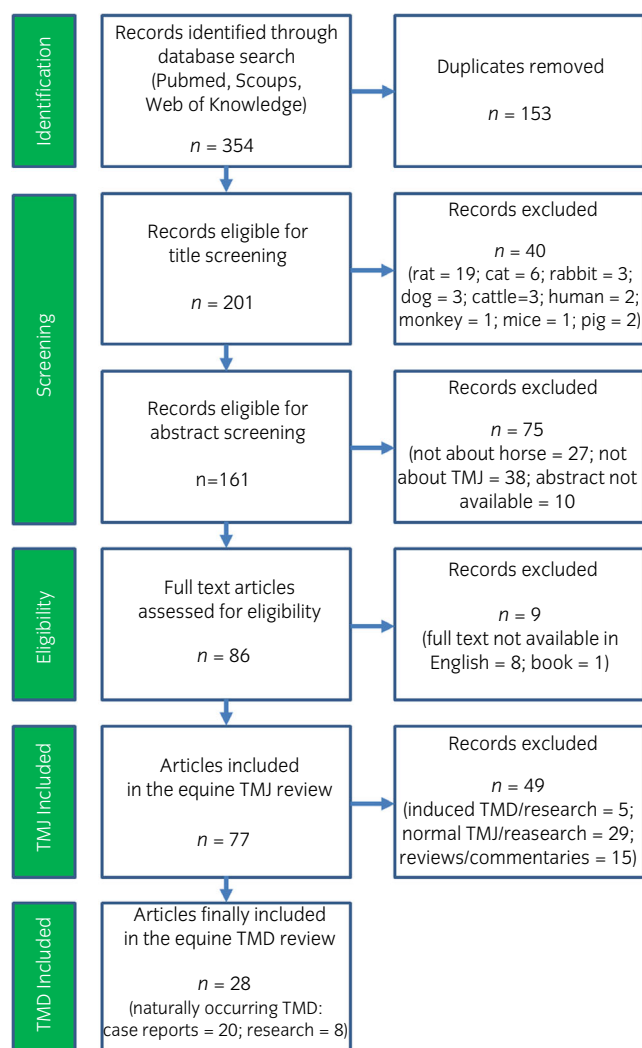 Identification
Records identified through
database search
(Pubmed, Scoups,
Web of Knowledge)
n = 354
Duplicates removed
n = 153
Screening
Records eligible for
title screening
n = 201
Records excluded
n = 40
(rat = 19; cat = 6; rabbit = 3;
dog = 3; cattle=3; human = 2;
monkey = 1; mice = 1; pig = 2)
Records eligible for
abstract screening
n=161
Records excluded
n = 75
(not about horse = 27; not
about TMJ = 38; abstract not
available = 10
Eligibility
Full text articles
assessed for eligibility
n = 86
Records excluded
n = 9
(full text not available in
English = 8; book = 1)
TMJ Included
Articles included
in the equine TMJ review
n = 77
Records excluded
n = 49
(induced TMD/research = 5;
normal TMJ/reasearch = 29;
reviews/commentaries = 15)
TMD Included
Articles finally included
in the equine TMD review
n = 28
(naturally occurring TMD:
case reports = 20; research = 8)